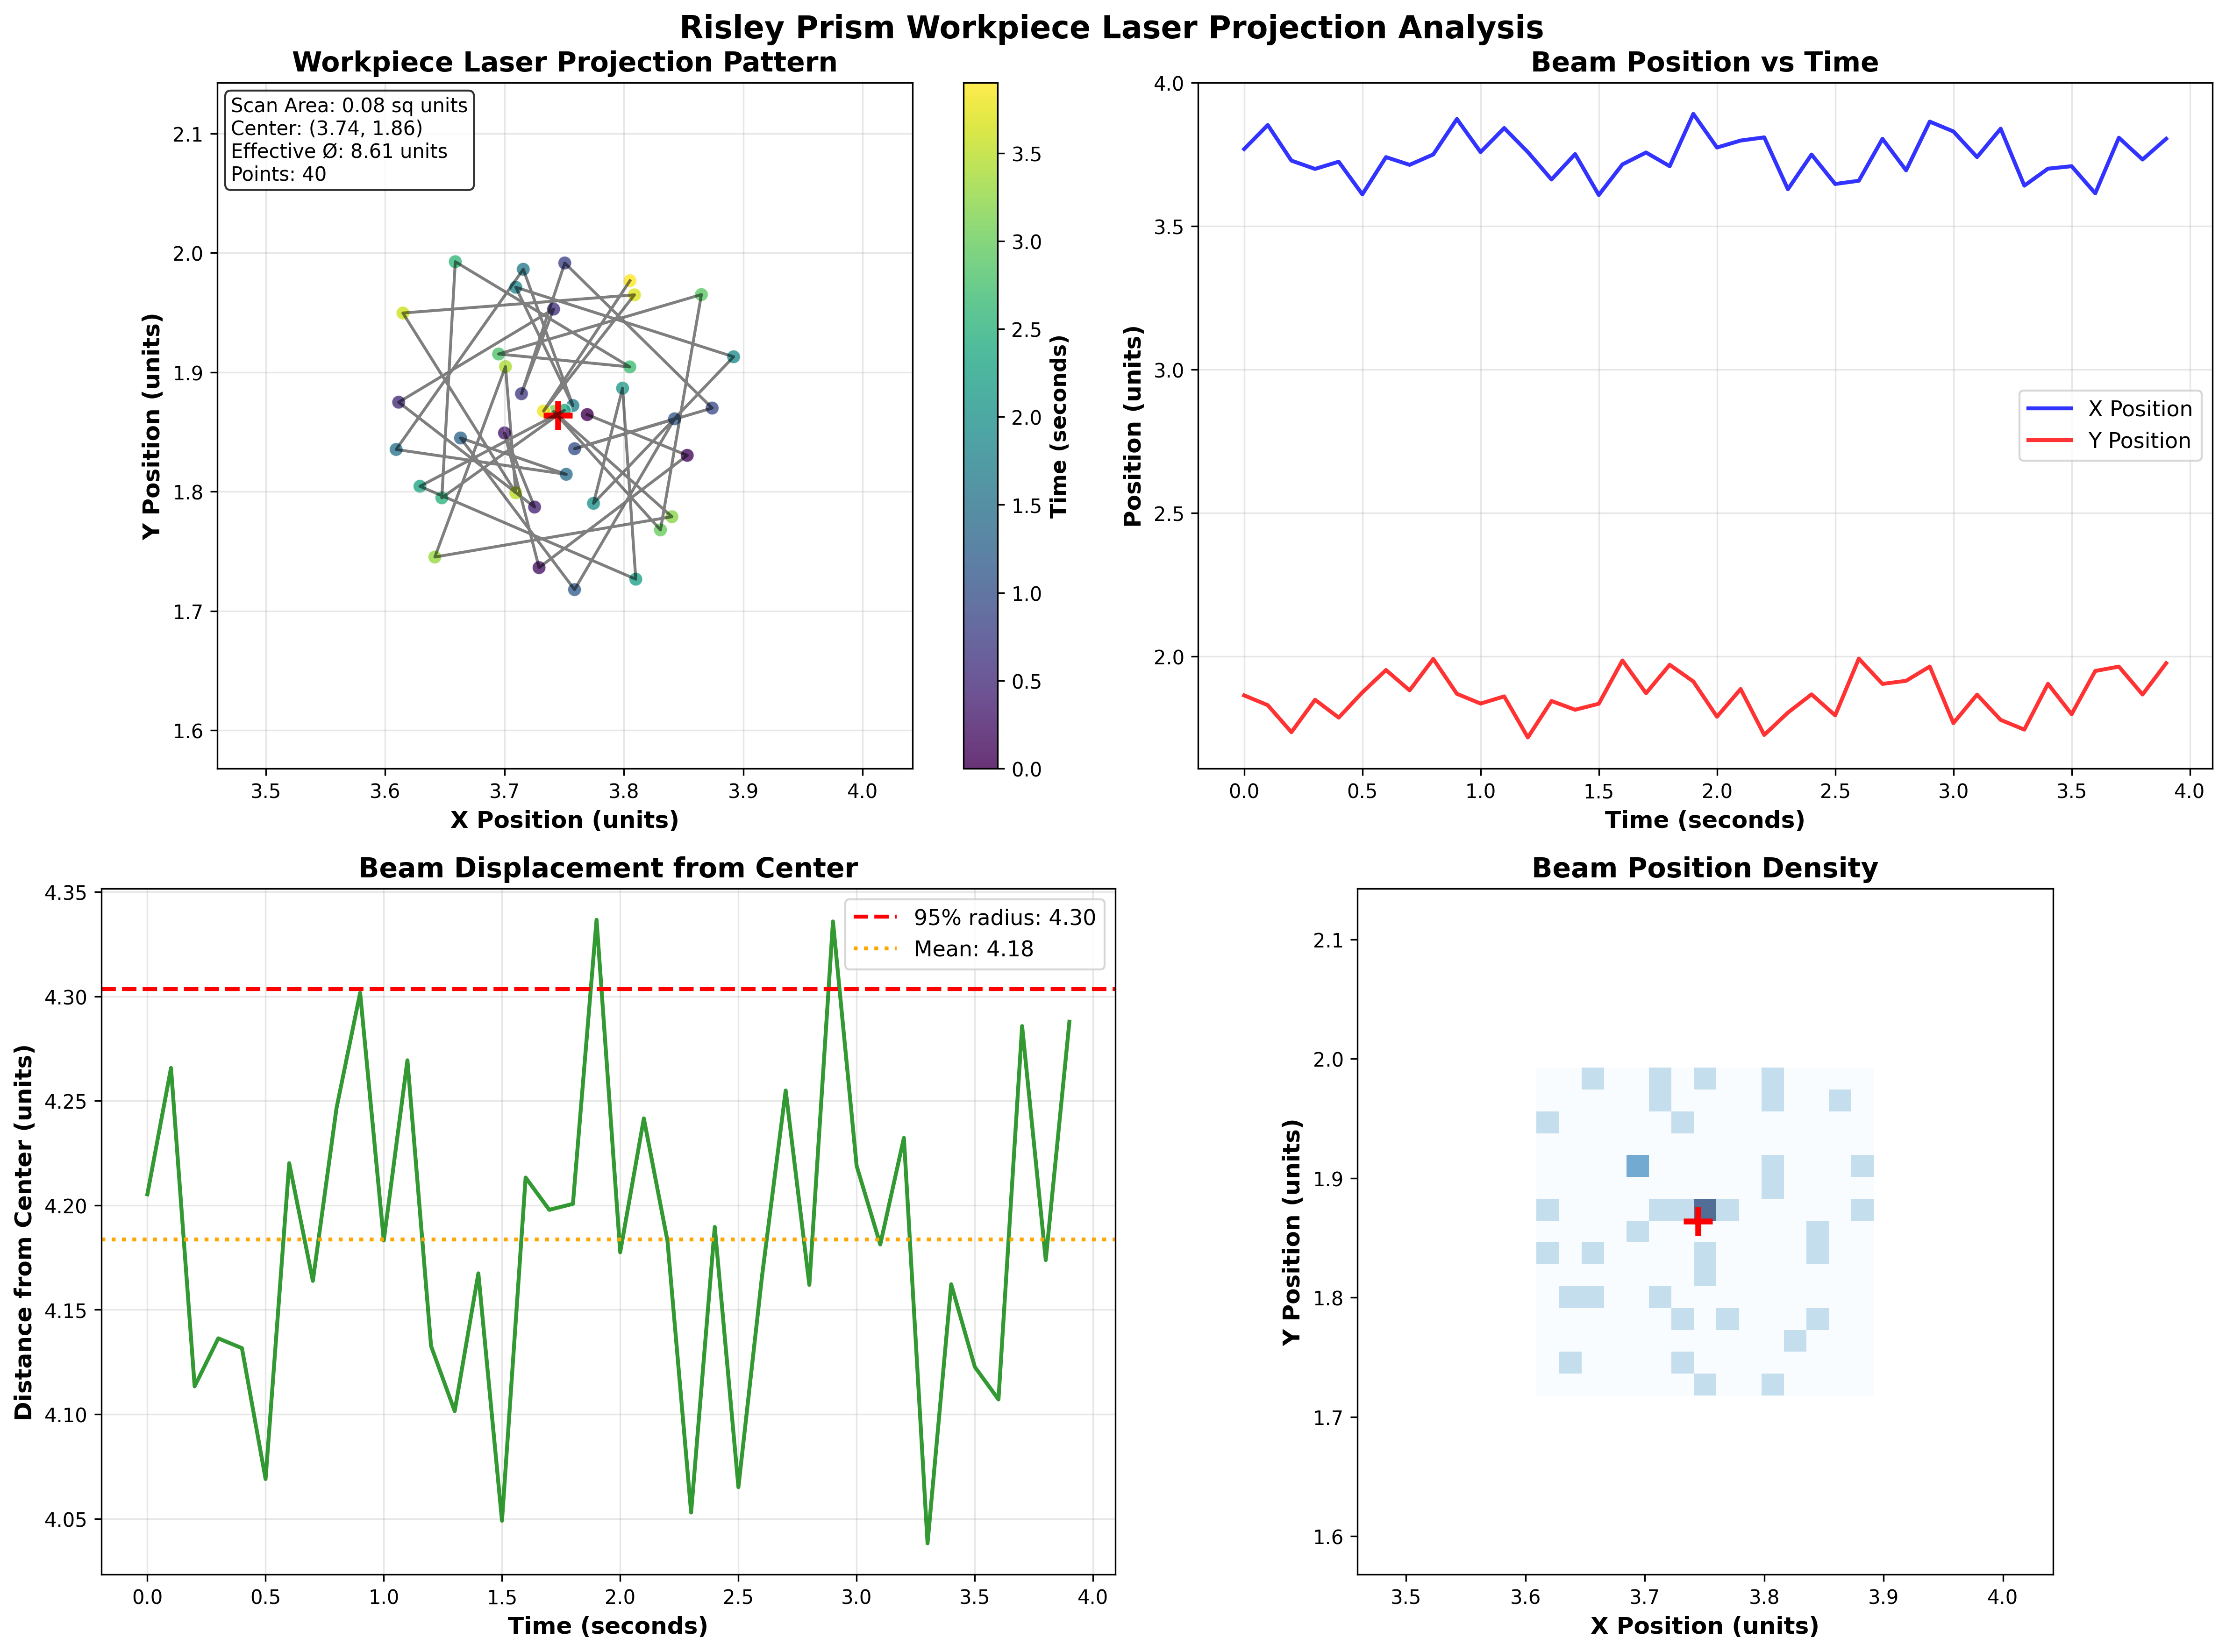 Risley Prism Workpiece Laser Projection Analysis
Workpiece Laser Projection Pattern
Scan Area: 0.08 sq units
Center: (3.74, 1.86)
Effective Ø: 8.61 units
Points: 40
2.1
2.0
1.9
1.8
1.7
1.6
Y Position (units)
3.5 3.6 3.7 3.8 3.9 4.0
X Position (units)
3.5
3.0
2.5
2.0
1.5
1.0
0.5
0.0
Time (seconds)
Beam Position vs Time
4.0
3.5
3.0
2.5
2.0
Position (units)
X Position
Y Position
0.0 0.5 1.0 1.5 2.0 2.5 3.0 3.5 4.0
Time (seconds)
Beam Displacement from Center
95% radius: 4.30
Mean: 4.18
4.35
4.30
4.25
4.20
4.15
4.10
4.05
Distance from Center (units)
0.0 0.5 1.0 1.5 2.0 2.5 3.0 3.5 4.0
Time (seconds)
Beam Position Density
2.1
2.0
1.9
1.8
1.7
1.6
Y Position (units)
3.5 3.6 3.7 3.8 3.9 4.0
X Position (units)